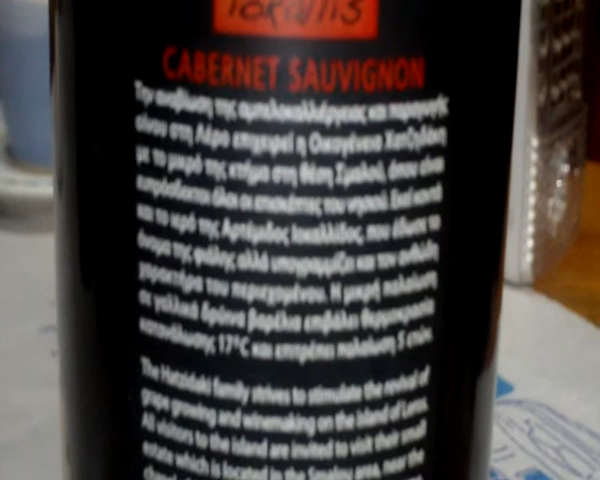 CABERNET SAUVIGNON
Την αναβίωση της αμπελοκαλλιέργειας και παραγωγής
οίνου στη Λέρο επιχειρεί η Οικογένεια Χατζηδάκη
με το μικρό της κτήμα στη θέση Σμαλού, όπου είναι
ευπρόσδεκτοι όλοι οι επισκέπτες του νησιού. Εκεί κοντά
και το ιερό της Αρτέμιδος Ιοκαλλίδος, που έδωσε το
όνομα της φιάλης αλλά υπογραμμίζει και τον
χαρακτήρα του περιεχομένου. Η μικρή παλαίωση
σε γαλλικά δρύινα βαρέλια επιβάλει θερμοκρασία
κατανάλωσης 17°C και επιτρέπει παλαίωση 5 ετών.
The Hatzidaki family strives to stimulate the revival of
grape growing and winemaking on the island of Leros.
All visitors to the island are invited to visit their small
estate which is located in the Smalou area, near the